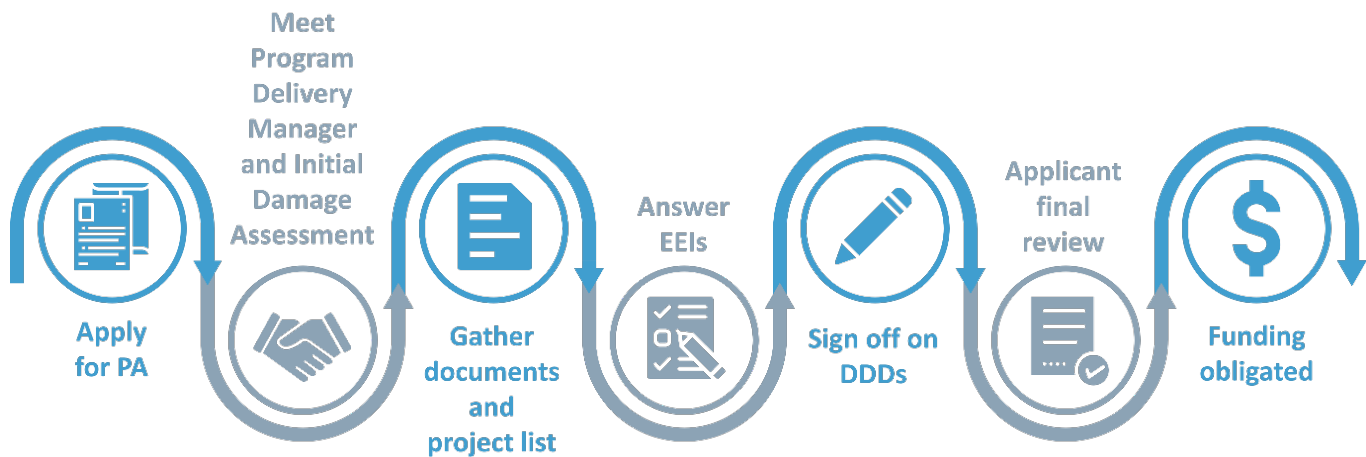 Apply
for PA
Meet
Program
Delivery
Manager
and Initial
Damage
Assessment
Gather
documents
and
project list
Answer
EEIs
Sign off on
DDDs
Applicant
final
review
Funding
obligated
$